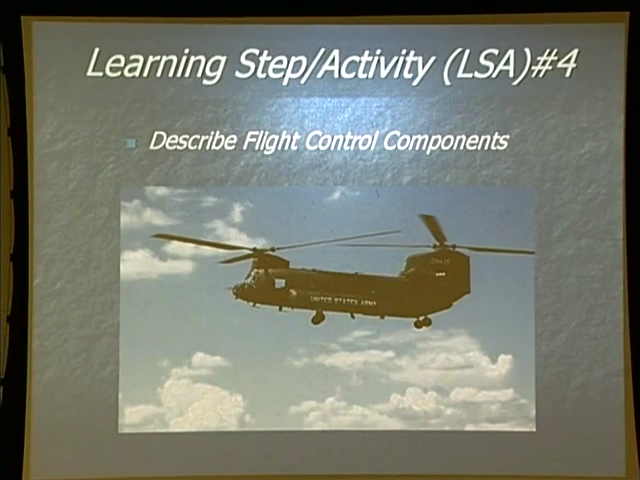 Learning Step/Activity (LSA)#4
Describe Flight Control Components
UNITED STATES ARMY